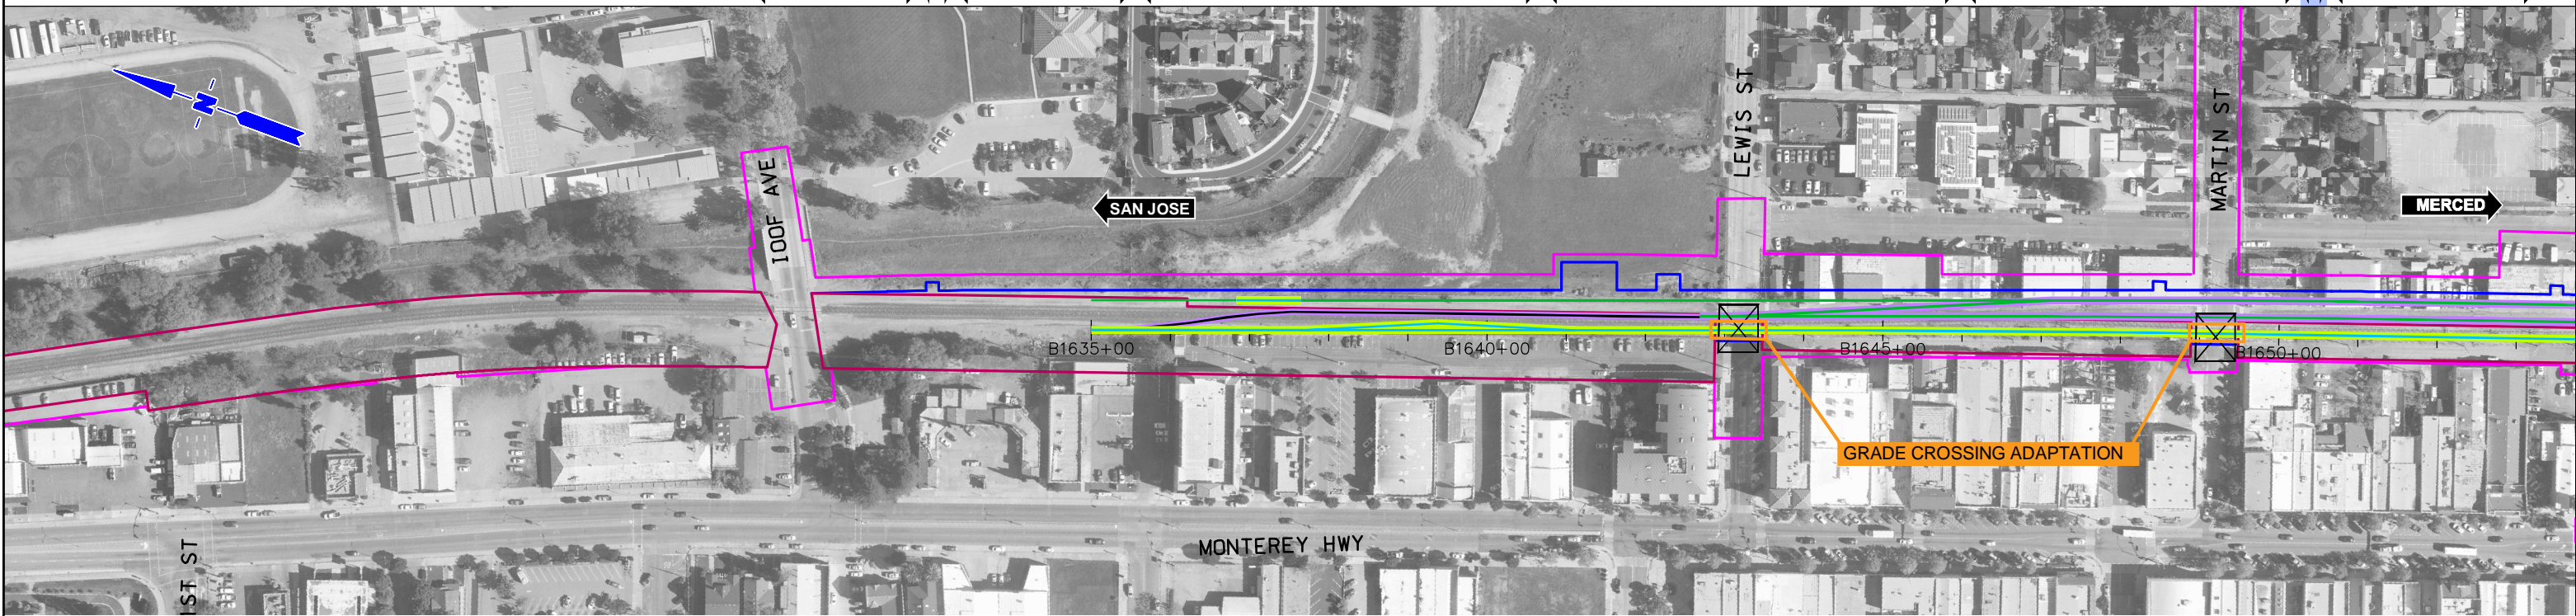 N
IOOF AVE
SAN JOSE
LEWIS ST
MARTIN ST
MERCED
B1635+00
B1640+00
B1645+00
B1650+00
GRADE CROSSING ADAPTATION
MONTEREY HWY
1ST ST